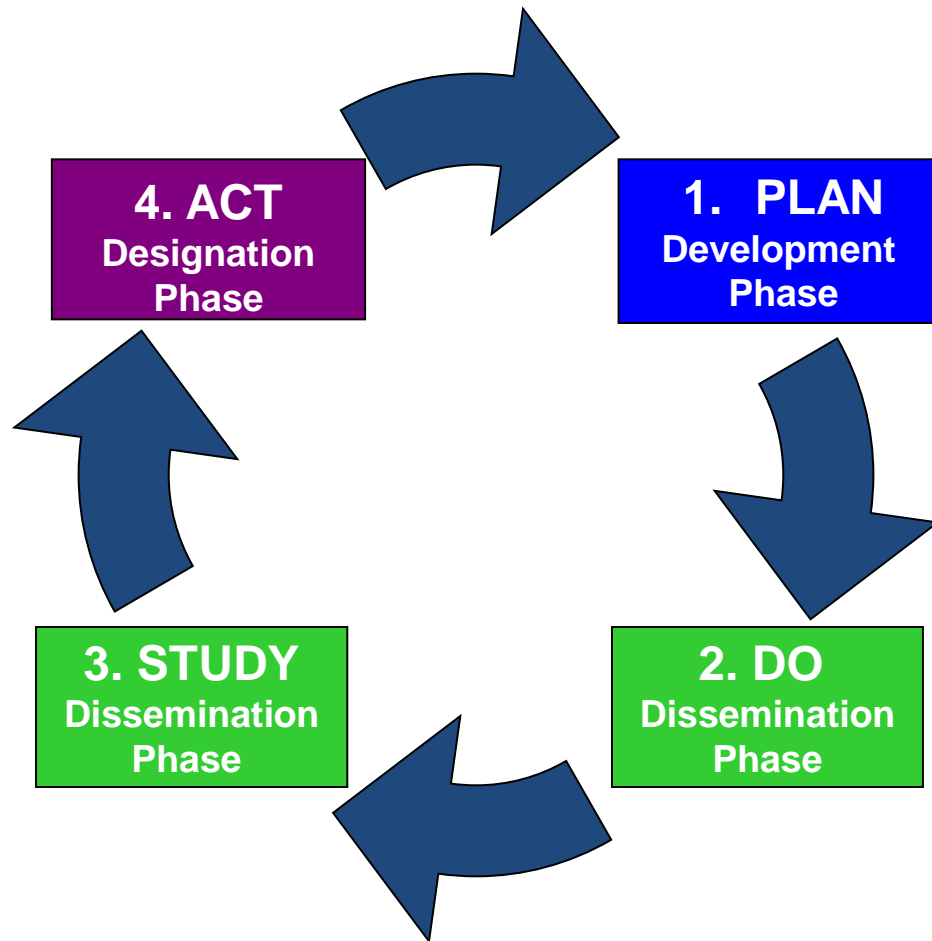 4. ACT
Designation
Phase
1. PLAN
Development
Phase
3. STUDY
Dissemination
Phase
2. DO
Dissemination
Phase